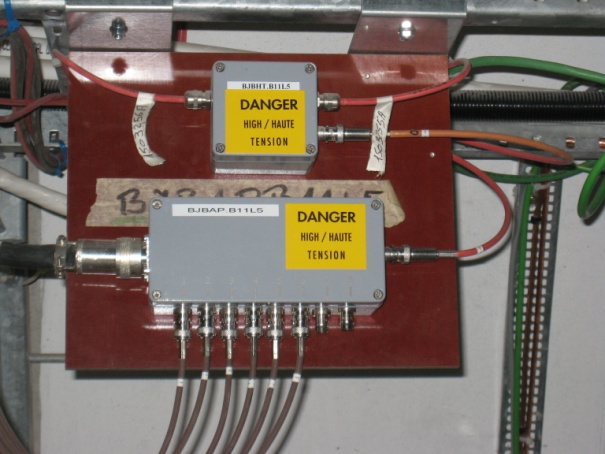 BJBHT.B11L5
DANGER
HIGH / HAUTE
TENSION
BJBAP.B11L5
DANGER
HIGH / HAUTE
TENSION